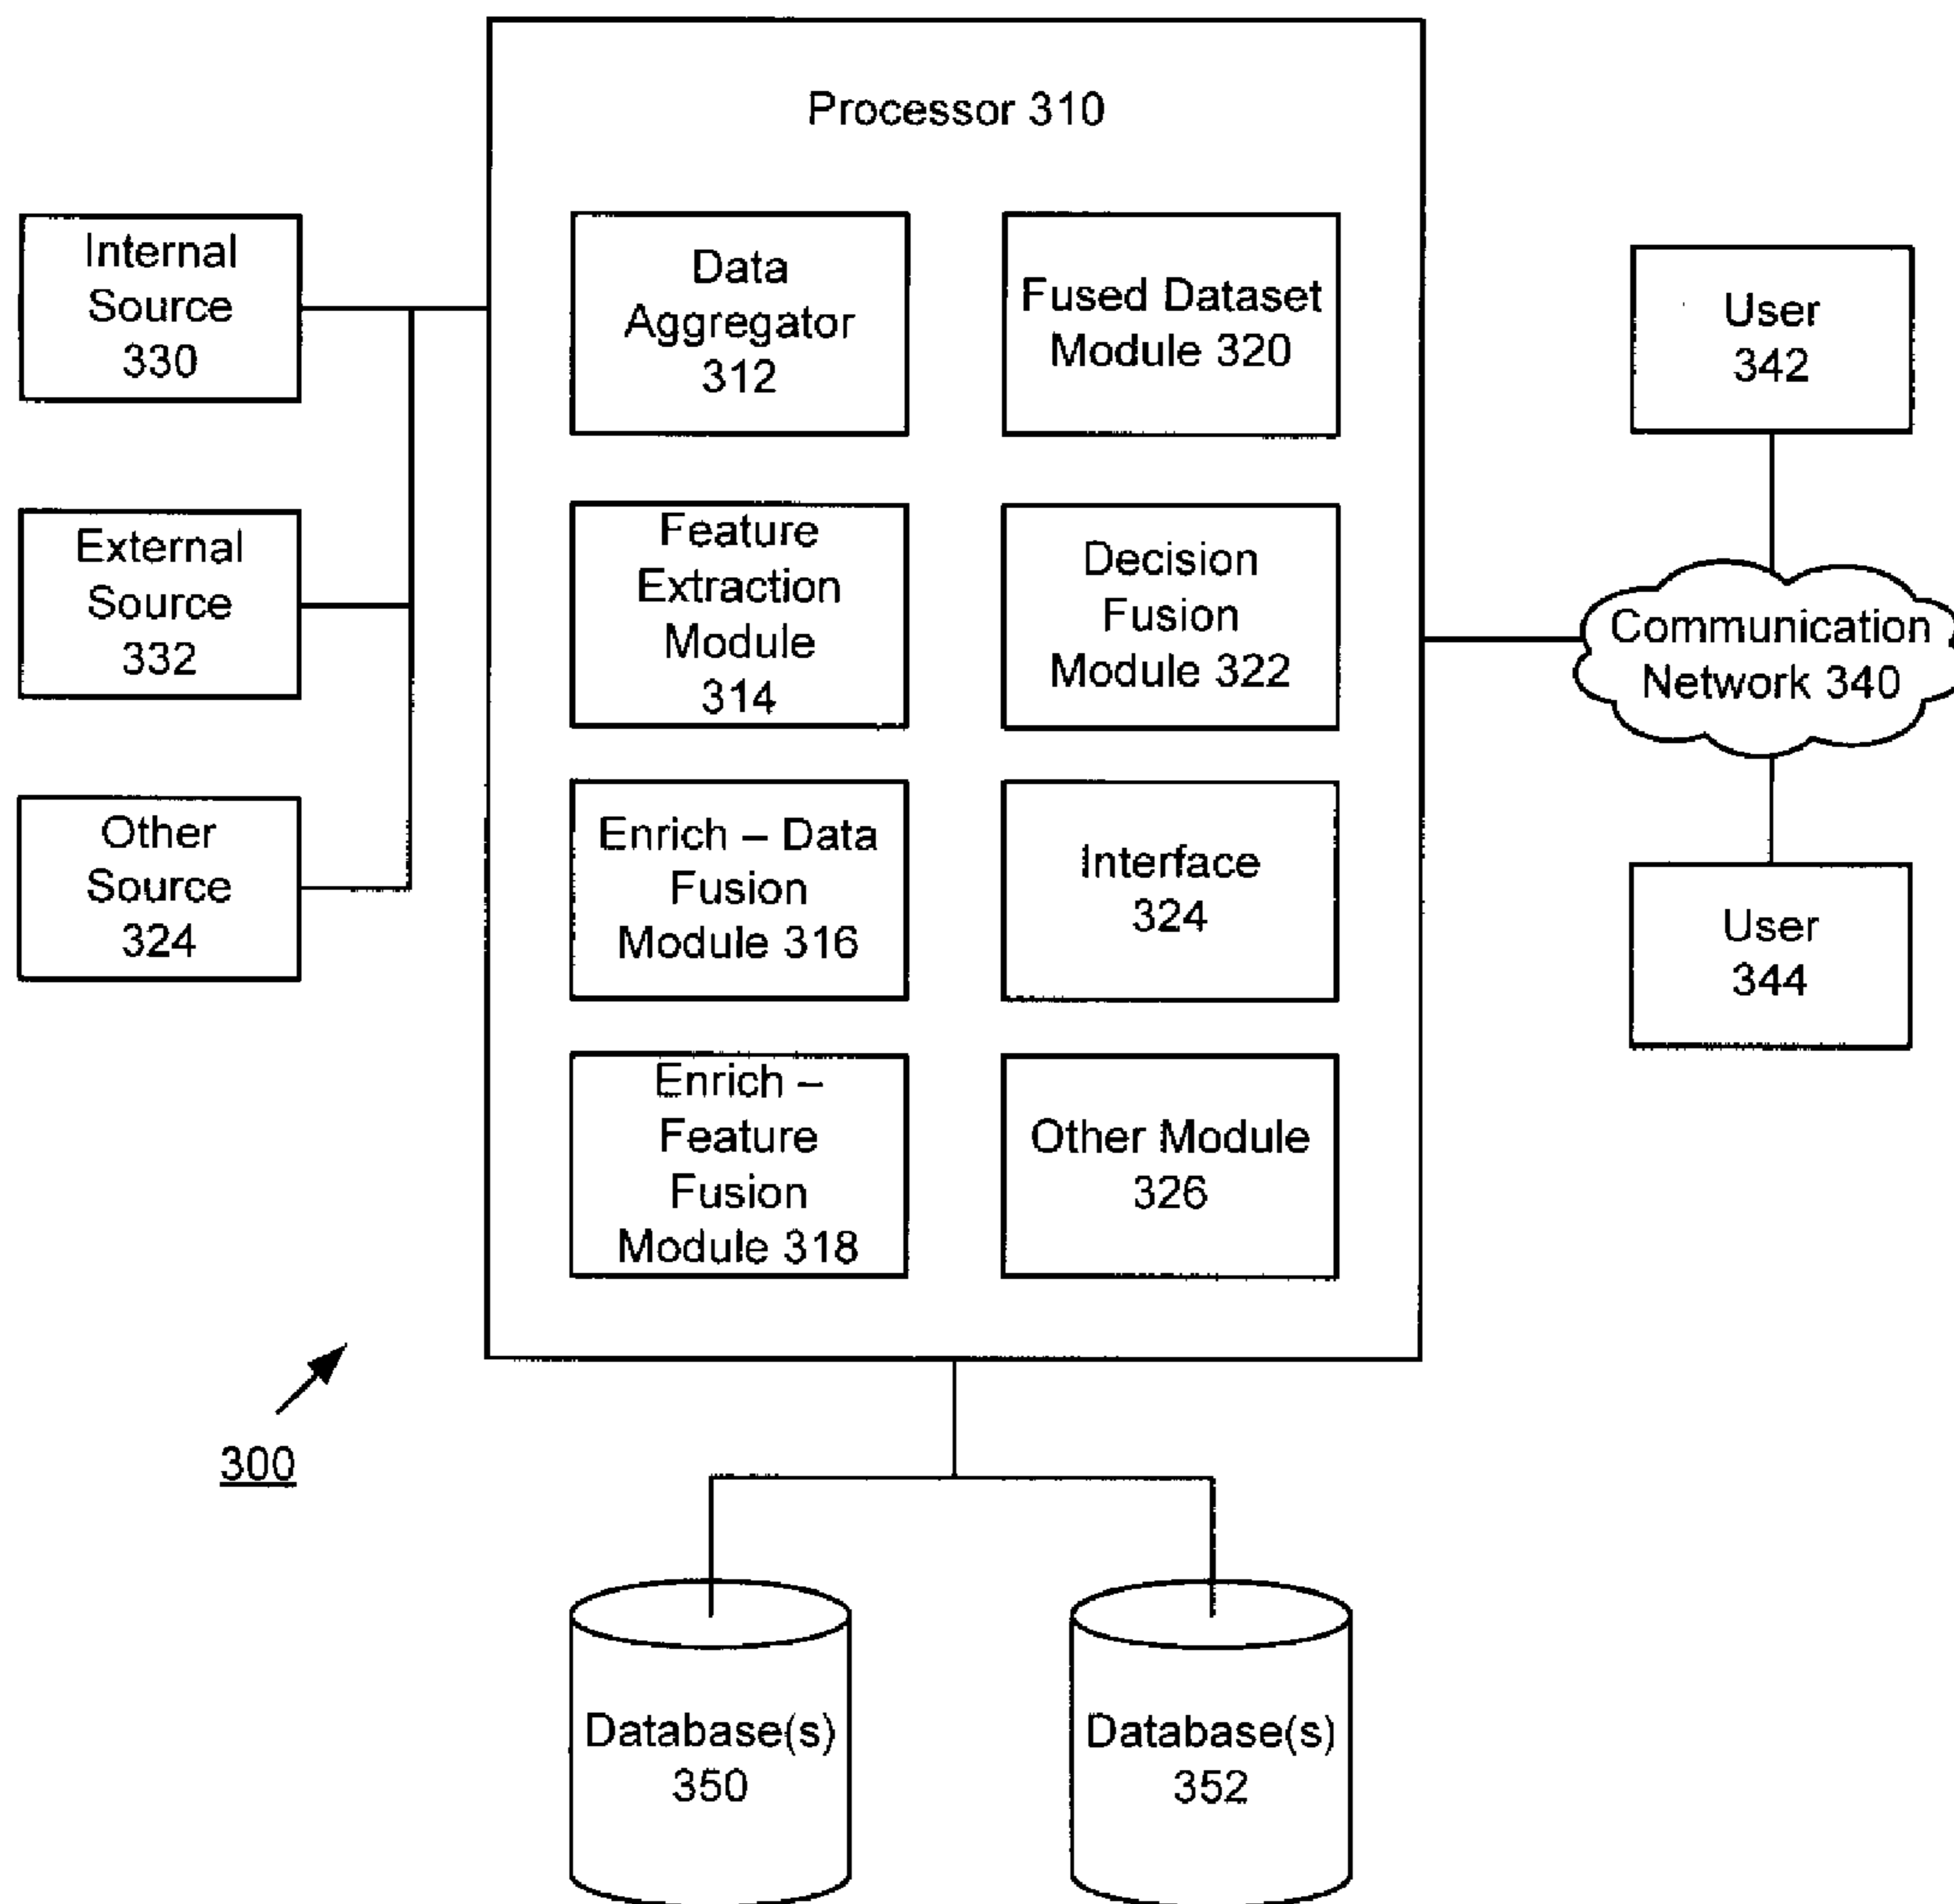 Processor 310
Internal
Source
330
External
Source
332
Other
Source
324
Data
Aggregator
312
Feature
Extraction
Module
314
Enrich – Data
Fusion
Module 316
Enrich –
Feature
Fusion
Module 318
Fused Dataset
Module 320
Decision
Fusion
Module 322
Interface
324
Other Module
326
User
342
Communication
Network 340
User
344
300
Database(s)
350
Database(s)
352